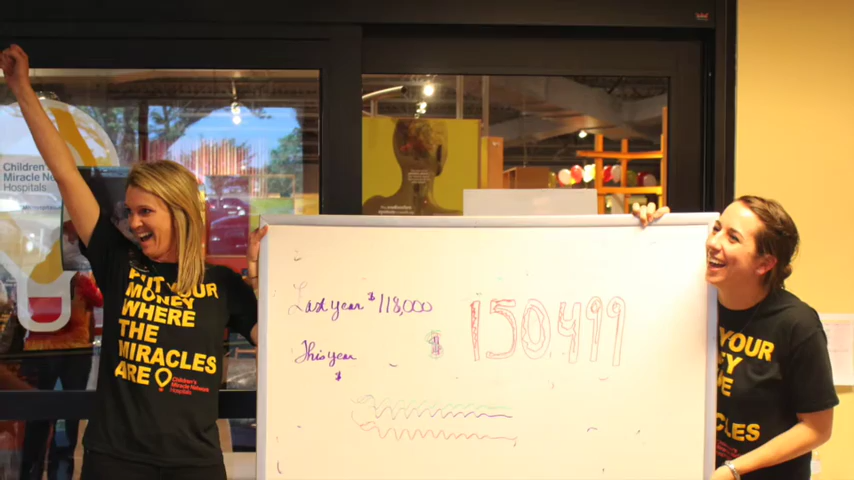 Children's
Miracle Network
Hospitals
PUT YOUR
MONEY
WHERE
THE
MIRACLES
ARE
Children's
Miracle Network
Hospitals
Last year $118,000
This year
$
$ 150499
YOUR